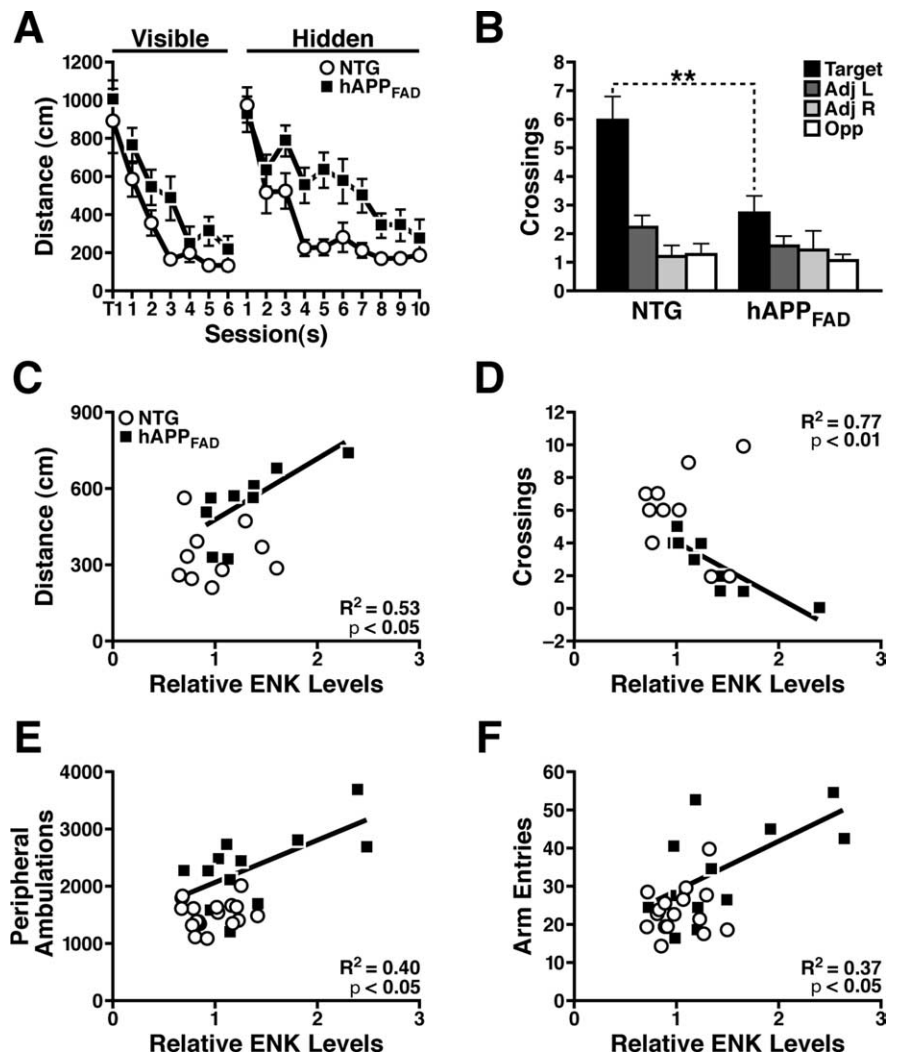 A
Visible Hidden
NTG
hAPPFAD
Distance (cm)
1200
1000
800
600
400
200
0
T1 1 2 3 4 5 6 1 2 3 4 5 6 7 8 9 10
Session(s)
B
**
Target
Adj L
Adj R
Opp
Crossings
8
7
6
5
4
3
2
1
0
NTG hAPPFAD
C
NTG
hAPPFAD
Distance (cm)
900
600
300
0
R2 = 0.53
p < 0.05
0 1 2 3
Relative ENK Levels
D
R2 = 0.77
p < 0.01
Crossings
12
10
8
6
4
2
0
−2
0 1 2 3
Relative ENK Levels
E
Peripheral
Ambulations
4000
3000
2000
1000
0
R2 = 0.40
p < 0.05
0 1 2 3
Relative ENK Levels
F
Arm Entries
60
50
40
30
20
10
0
R2 = 0.37
p < 0.05
0 1 2 3
Relative ENK Levels